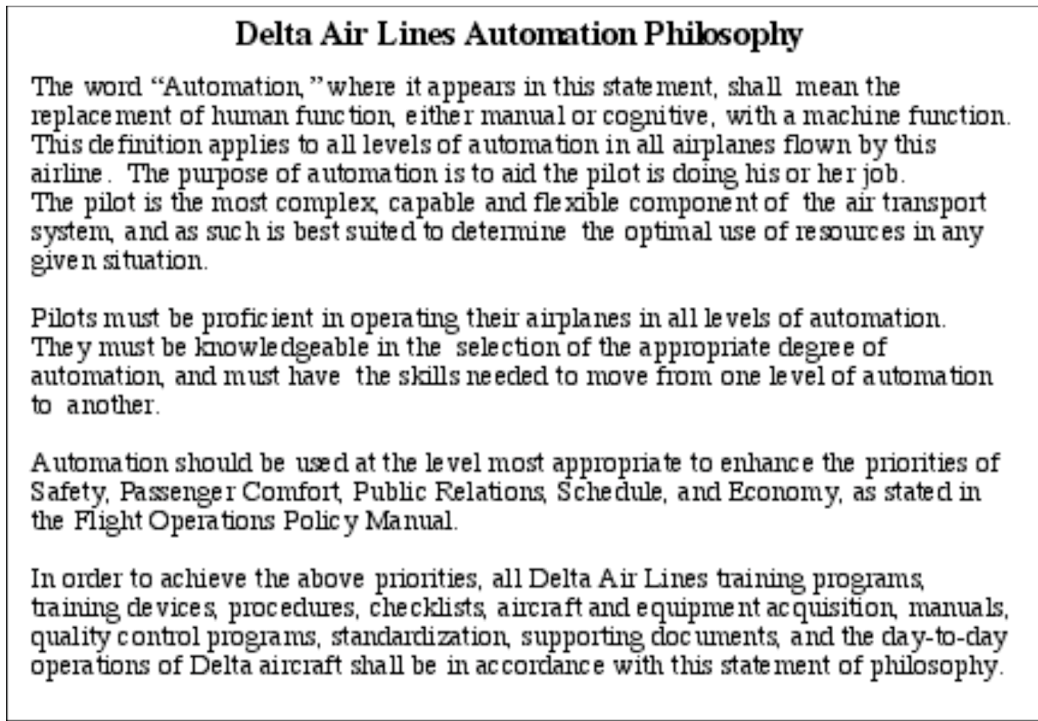 Delta Air Lines Automation Philosophy
The word “Automation,” where it appears in this statement, shall mean the
replacement of human function, either manual or cognitive, with a machine function.
This definition applies to all levels of automation in all airplanes flown by this
airline. The purpose of automation is to aid the pilot is doing his or her job.
The pilot is the most complex, capable and flexible component of the air transport
system, and as such is best suited to determine the optimal use of resources in any
given situation.
Pilots must be proficient in operating their airplanes in all levels of automation.
They must be knowledgeable in the selection of the appropriate degree of
automation, and must have the skills needed to move from one level of automation
to another.
Automation should be used at the level most appropriate to enhance the priorities of
Safety, Passenger Comfort, Public Relations, Schedule, and Economy, as stated in
the Flight Operations Policy Manual.
In order to achieve the above priorities, all Delta Air Lines training programs,
training devices, procedures, checklists, aircraft and equipment acquisition, manuals,
quality control programs, standardization, supporting documents, and the day-to-day
operations of Delta aircraft shall be in accordance with this statement of philosophy.